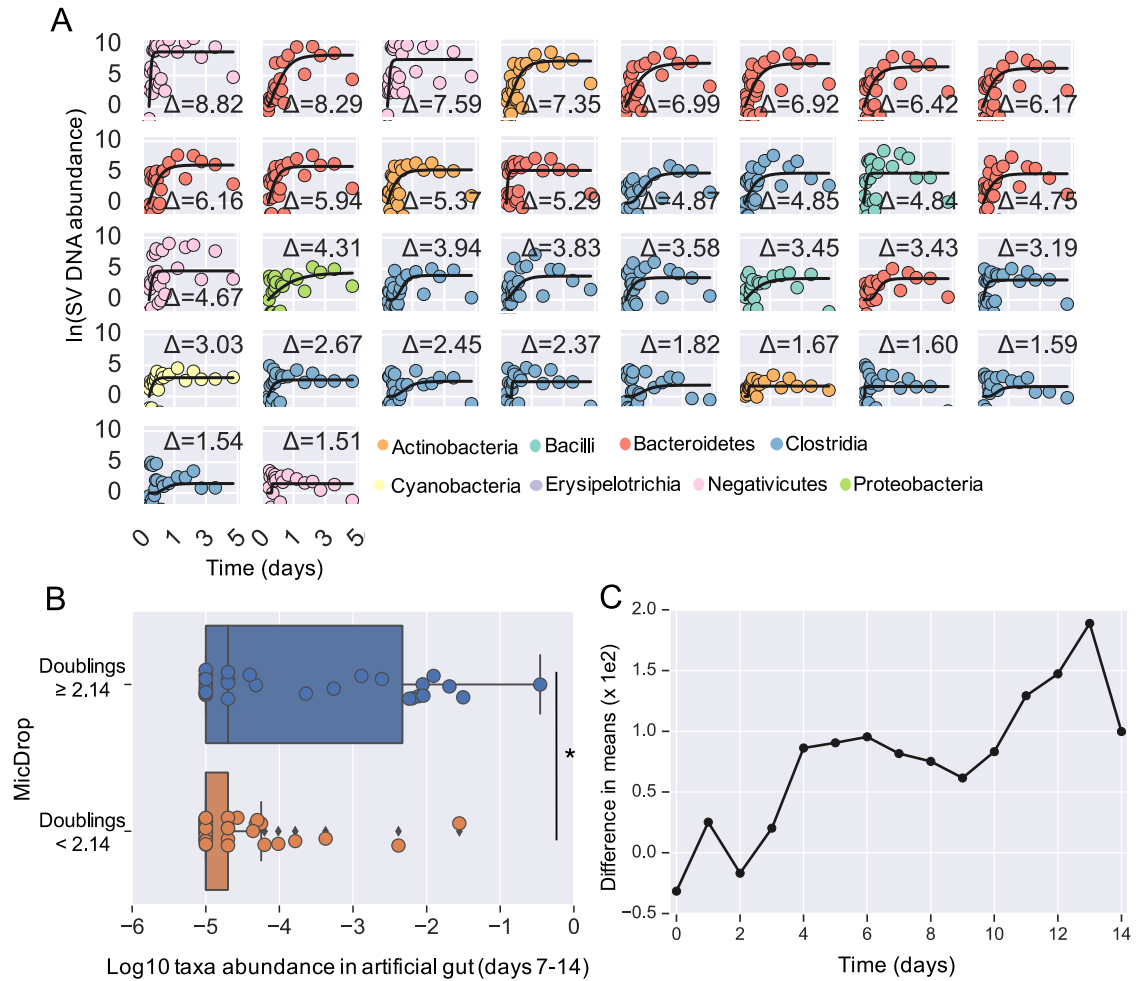 A
ln(SV DNA abundance)
10
5
0
Δ=8.82 Δ=8.29 Δ=7.59 Δ=7.35 Δ=6.99 Δ=6.92 Δ=6.42 Δ=6.17
10
5
0
Δ=6.16 Δ=5.94 Δ=5.37 Δ=5.29 Δ=4.87 Δ=4.85 Δ=4.84 Δ=4.75
10
Δ=4.31 Δ=3.94 Δ=3.83 Δ=3.58 Δ=3.45 Δ=3.43 Δ=3.19
5
0
Δ=4.67
10
Δ=3.03 Δ=2.67 Δ=2.45 Δ=2.37 Δ=1.82 Δ=1.67 Δ=1.60 Δ=1.59
5
0
10
Δ=1.54 Δ=1.51
5
0
Actinobacteria Bacilli Bacteroidetes Clostridia
Cyanobacteria Erysipelotrichia Negativicutes Proteobacteria
0 1 3 5 0 1 3 5
Time (days)
B
MicDrop
Doublings
≥ 2.14
Doublings
< 2.14
*
−6 −5 −4 −3 −2 −1 0
Log10 taxa abundance in artificial gut (days 7-14)
C
Difference in means (x 1e2)
2.0
1.5
1.0
0.5
0.0
−0.5
0 2 4 6 8 10 12 14
Time (days)